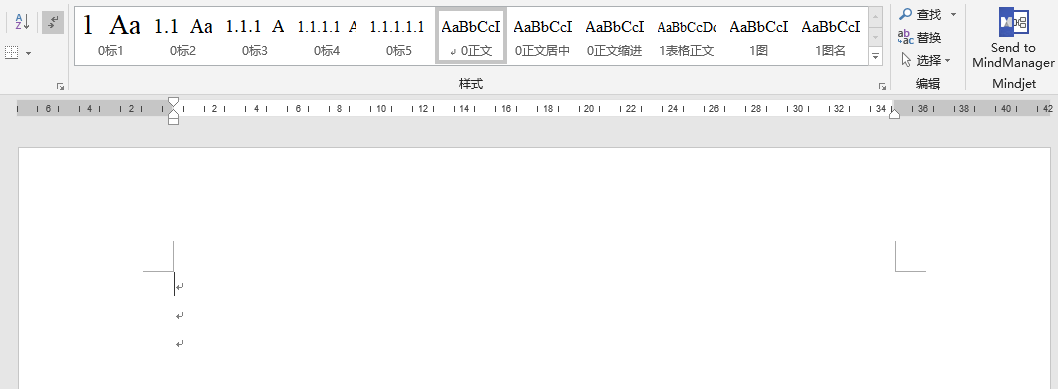 1 Aa 1.1 Aa 1.1.1 A 1.1.1.1 A 1.1.1.1.1 AaBbCcI AaBbCcI AaBbCcI AaBbCcDc AaBbCcI AaBbCcI
0标1 0标2 0标3 0标4 0标5 0正文 0正文居中 0正文缩进 1表格正文 1图 1图名
样式
A
Z
查找
ab
ac 替换
选择
编辑
Send to
MindManager
Mindjet
6 4 2 2 4 6 8 10 12 14 16 18 20 22 24 26 28 30 32 34 36 38 40 42